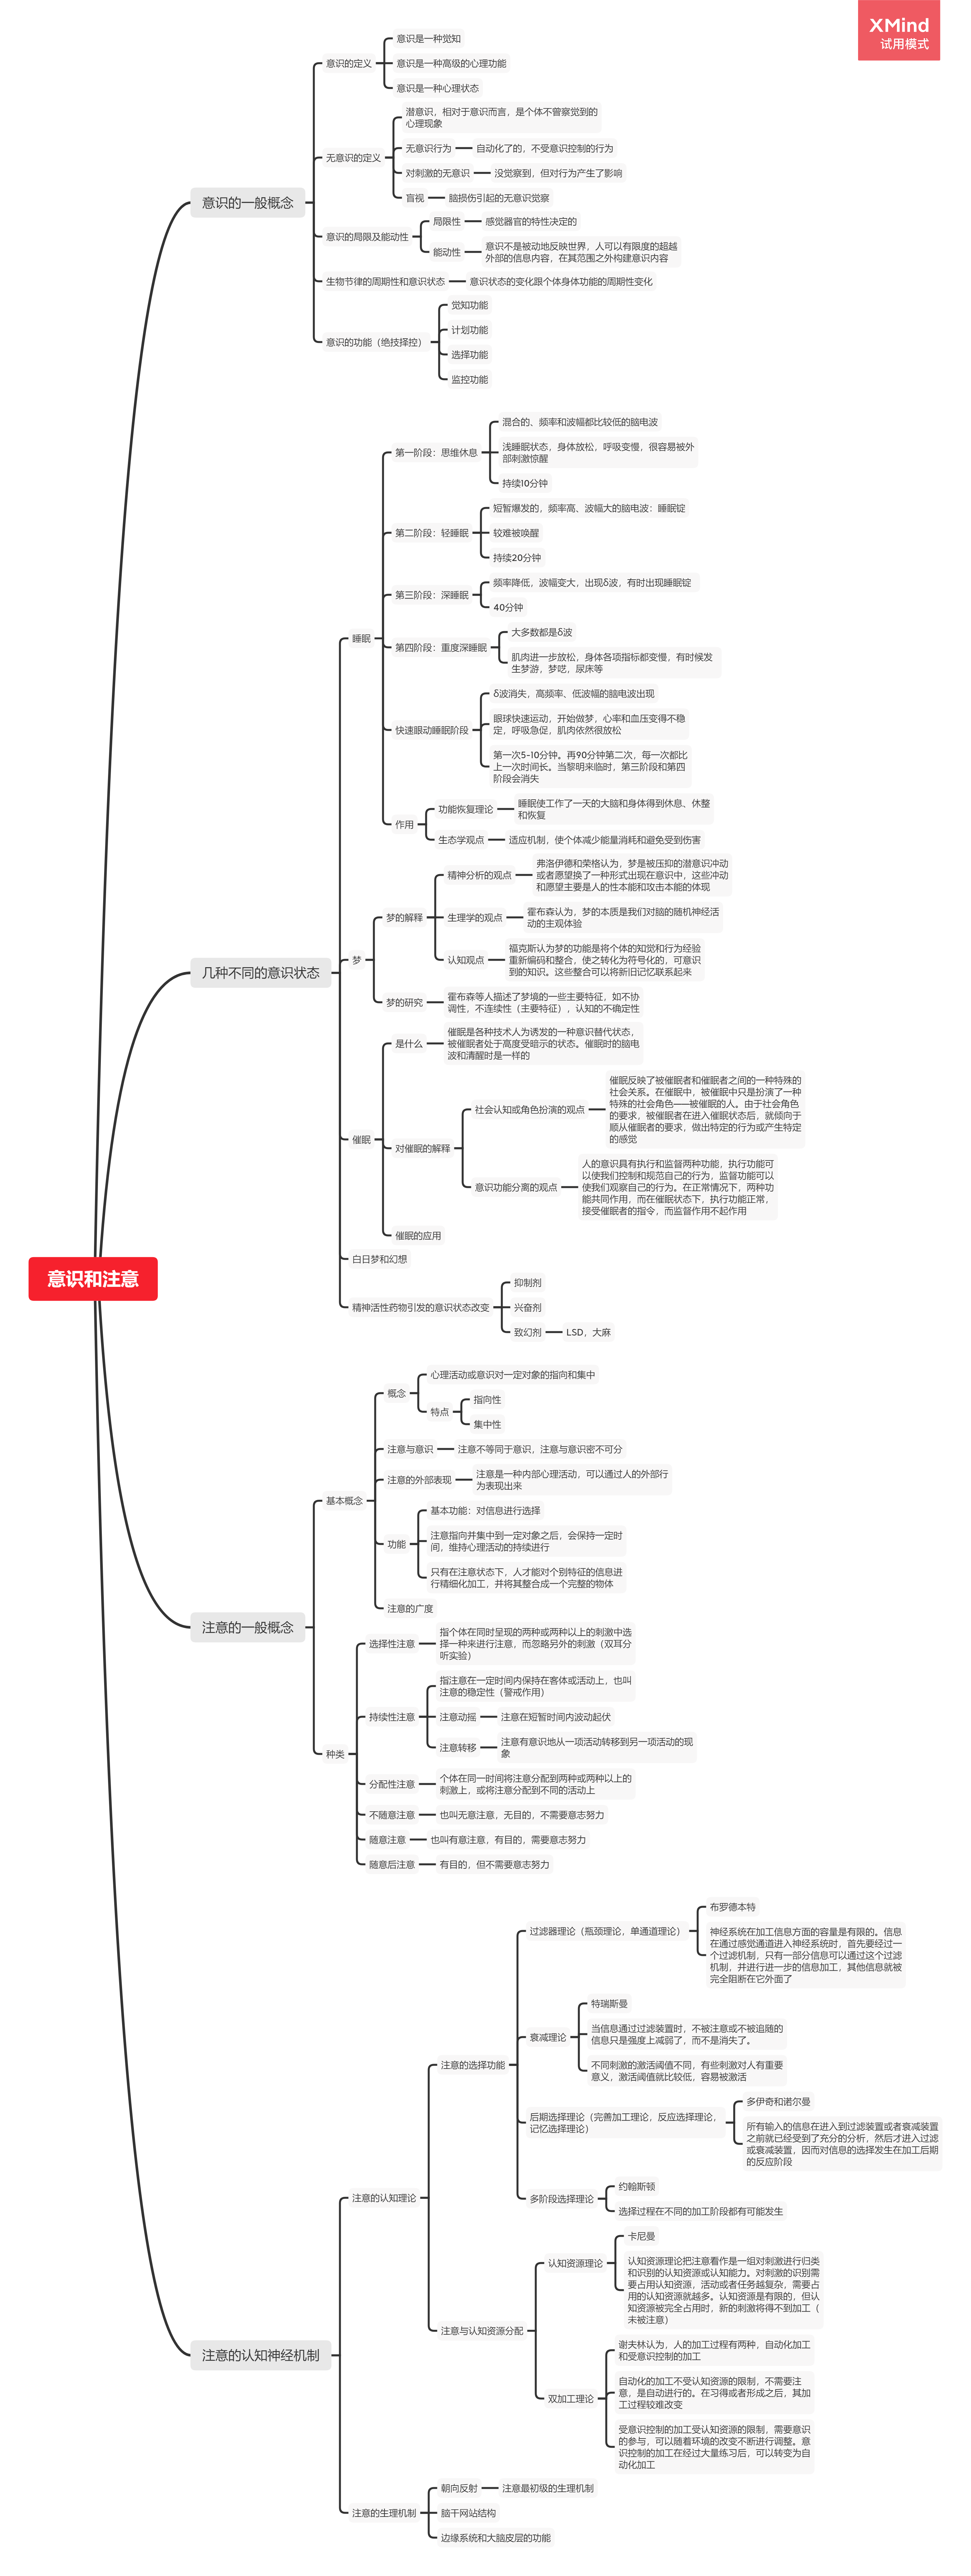 XMind
试用模式
意识和注意
意识的一般概念
意识的定义
意识是一种觉知
意识是一种高级的心理功能
意识是一种心理状态
无意识的定义
潜意识，相对于意识而言，是个体不曾察觉到的
心理现象
无意识行为
自动化了的，不受意识控制的行为
对刺激的无意识
没觉察到，但对行为产生了影响
盲视
脑损伤引起的无意识觉察
意识的局限及能动性
局限性
感觉器官的特性决定的
能动性
意识不是被动地反映世界，人可以有限度的超越
外部的信息内容，在其范围之外构建意识内容
生物节律的周期性和意识状态
意识状态的变化跟个体身体功能的周期性变化
意识的功能（绝技择控）
觉知功能
计划功能
选择功能
监控功能
几种不同的意识状态
睡眠
第一阶段：思维休息
混合的、频率和波幅都比较低的脑电波
浅睡眠状态，身体放松，呼吸变慢，很容易被外
部刺激惊醒
持续10分钟
第二阶段：轻睡眠
短暂爆发的，频率高、波幅大的脑电波：睡眠锭
较难被唤醒
持续20分钟
第三阶段：深睡眠
频率降低，波幅变大，出现δ波，有时出现睡眠锭
40分钟
第四阶段：重度深睡眠
大多数都是δ波
肌肉进一步放松，身体各项指标都变慢，有时候发
生梦游，梦呓，尿床等
快速眼动睡眠阶段
δ波消失，高频率、低波幅的脑电波出现
眼球快速运动，开始做梦，心率和血压变得不稳
定，呼吸急促，肌肉依然很放松
第一次5-10分钟。再90分钟第二次，每一次都比
上一次时间长。当黎明来临时，第三阶段和第四
阶段会消失
作用
功能恢复理论
睡眠使工作了一天的大脑和身体得到休息、休整
和恢复
生态学观点
适应机制，使个体减少能量消耗和避免受到伤害
梦
梦的解释
精神分析的观点
弗洛伊德和荣格认为，梦是被压抑的潜意识冲动
或者愿望换了一种形式出现在意识中，这些冲动
和愿望主要是人的性本能和攻击本能的体现
生理学的观点
霍布森认为，梦的本质是我们对脑的随机神经活
动的主观体验
认知观点
福克斯认为梦的功能是将个体的知觉和行为经验
重新编码和整合，使之转化为符号化的，可意识
到的知识。这些整合可以将新旧记忆联系起来
梦的研究
霍布森等人描述了梦境的一些主要特征，如不协
调性，不连续性（主要特征），认知的不确定性
催眠
是什么
催眠是各种技术人为诱发的一种意识替代状态，
被催眠者处于高度受暗示的状态。催眠时的脑电
波和清醒时是一样的
对催眠的解释
社会认知或角色扮演的观点
催眠反映了被催眠者和催眠者之间的一种特殊的
社会关系。在催眠中，被催眠中只是扮演了一种
特殊的社会角色——被催眠的人。由于社会角色
的要求，被催眠者在进入催眠状态后，就倾向于
顺从催眠者的要求，做出特定的行为或产生特定
的感觉
意识功能分离的观点
人的意识具有执行和监督两种功能，执行功能可
以使我们控制和规范自己的行为，监督功能可以
使我们观察自己的行为。在正常情况下，两种功
能共同作用，而在催眠状态下，执行功能正常，
接受催眠者的指令，而监督作用不起作用
催眠的应用
白日梦和幻想
精神活性药物引发的意识状态改变
抑制剂
兴奋剂
致幻剂
LSD，大麻
注意的一般概念
基本概念
概念
心理活动或意识对一定对象的指向和集中
特点
指向性
集中性
注意与意识
注意不等同于意识，注意与意识密不可分
注意的外部表现
注意是一种内部心理活动，可以通过人的外部行
为表现出来
功能
基本功能：对信息进行选择
注意指向并集中到一定对象之后，会保持一定时
间，维持心理活动的持续进行
只有在注意状态下，人才能对个别特征的信息进
行精细化加工，并将其整合成一个完整的物体
注意的广度
种类
选择性注意
指个体在同时呈现的两种或两种以上的刺激中选
择一种来进行注意，而忽略另外的刺激（双耳分
听实验）
持续性注意
指注意在一定时间内保持在客体或活动上，也叫
注意的稳定性（警戒作用）
注意动摇
注意在短暂时间内波动起伏
注意转移
注意有意识地从一项活动转移到另一项活动的现
象
分配性注意
个体在同一时间将注意分配到两种或两种以上的
刺激上，或将注意分配到不同的活动上
不随意注意
也叫无意注意，无目的，不需要意志努力
随意注意
也叫有意注意，有目的，需要意志努力
随意后注意
有目的，但不需要意志努力
注意的认知神经机制
注意的认知理论
注意的选择功能
过滤器理论（瓶颈理论，单通道理论）
布罗德本特
神经系统在加工信息方面的容量是有限的。信息
在通过感觉通道进入神经系统时，首先要经过一
个过滤机制，只有一部分信息可以通过这个过滤
机制，并进行进一步的信息加工，其他信息就被
完全阻断在它外面了
衰减理论
特瑞斯曼
当信息通过过滤装置时，不被注意或不被追随的
信息只是强度上减弱了，而不是消失了。
不同刺激的激活阈值不同，有些刺激对人有重要
意义，激活阈值就比较低，容易被激活
后期选择理论（完善加工理论，反应选择理论，
记忆选择理论）
多伊奇和诺尔曼
所有输入的信息在进入到过滤装置或者衰减装置
之前就已经受到了充分的分析，然后才进入过滤
或衰减装置，因而对信息的选择发生在加工后期
的反应阶段
多阶段选择理论
约翰斯顿
选择过程在不同的加工阶段都有可能发生
注意与认知资源分配
认知资源理论
卡尼曼
认知资源理论把注意看作是一组对刺激进行归类
和识别的认知资源或认知能力。对刺激的识别需
要占用认知资源，活动或者任务越复杂，需要占
用的认知资源就越多。认知资源是有限的，但认
知资源被完全占用时，新的刺激将得不到加工（
未被注意）
双加工理论
谢夫林认为，人的加工过程有两种，自动化加工
和受意识控制的加工
自动化的加工不受认知资源的限制，不需要注
意，是自动进行的。在习得或者形成之后，其加
工过程较难改变
受意识控制的加工受认知资源的限制，需要意识
的参与，可以随着环境的改变不断进行调整。意
识控制的加工在经过大量练习后，可以转变为自
动化加工
注意的生理机制
朝向反射
注意最初级的生理机制
脑干网站结构
边缘系统和大脑皮层的功能